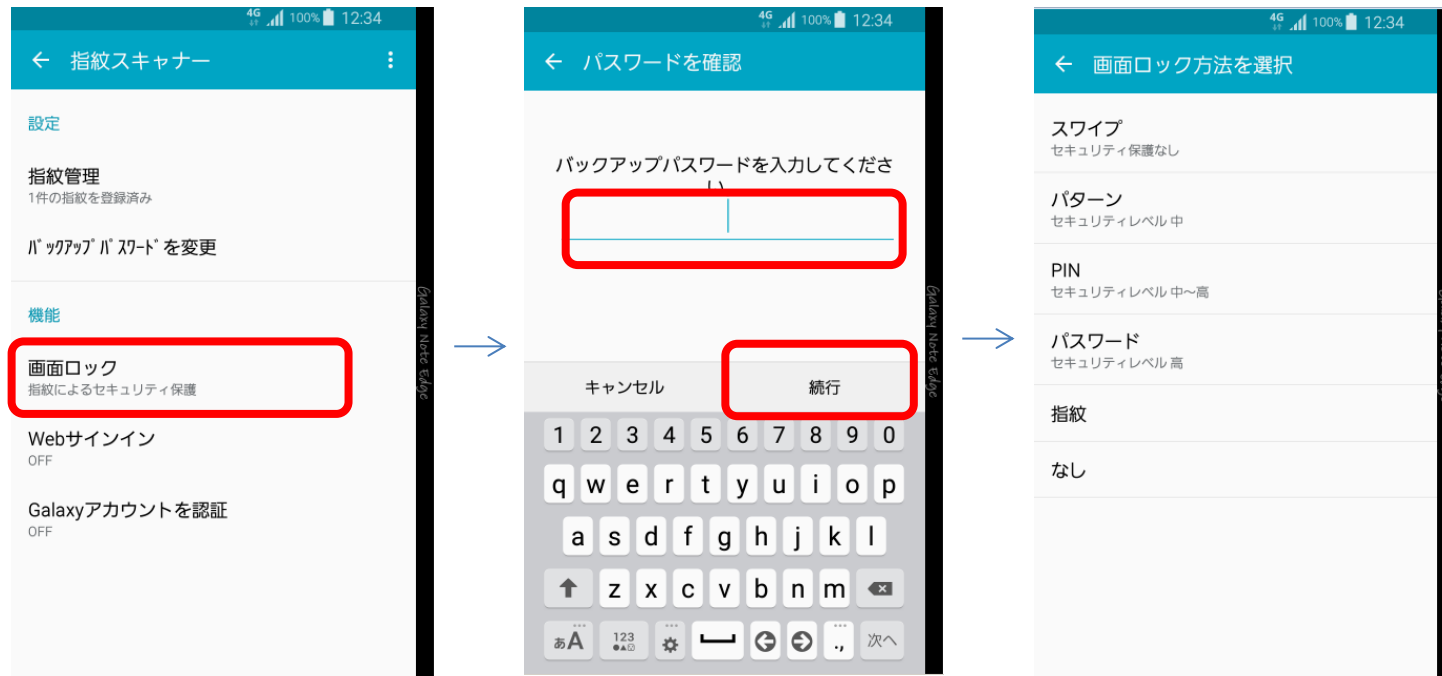 4G 100% 12:34
指紋スキャナー
設定
指紋管理
1件の指紋を登録済み
ﾊﾞｯｸｱｯﾌﾟﾊﾟｽﾜｰﾄﾞを変更
機能
画面ロック
指紋によるセキュリティ保護
Webサインイン
OFF
Galaxyアカウントを認証
OFF
Galaxy Note Edge
4G 100% 12:34
パスワードを確認
バックアップパスワードを入力してくださ
い
キャンセル 続行
1 2 3 4 5 6 7 8 9 0
q w e r t y u i o p
a s d f g h j k l
z x c v b n m
あA 123 ., 次へ
Galaxy Note Edge
4G 100% 12:34
画面ロック方法を選択
スワイプ
セキュリティ保護なし
パターン
セキュリティレベル 中
PIN
セキュリティレベル 中～高
パスワード
セキュリティレベル 高
指紋
なし